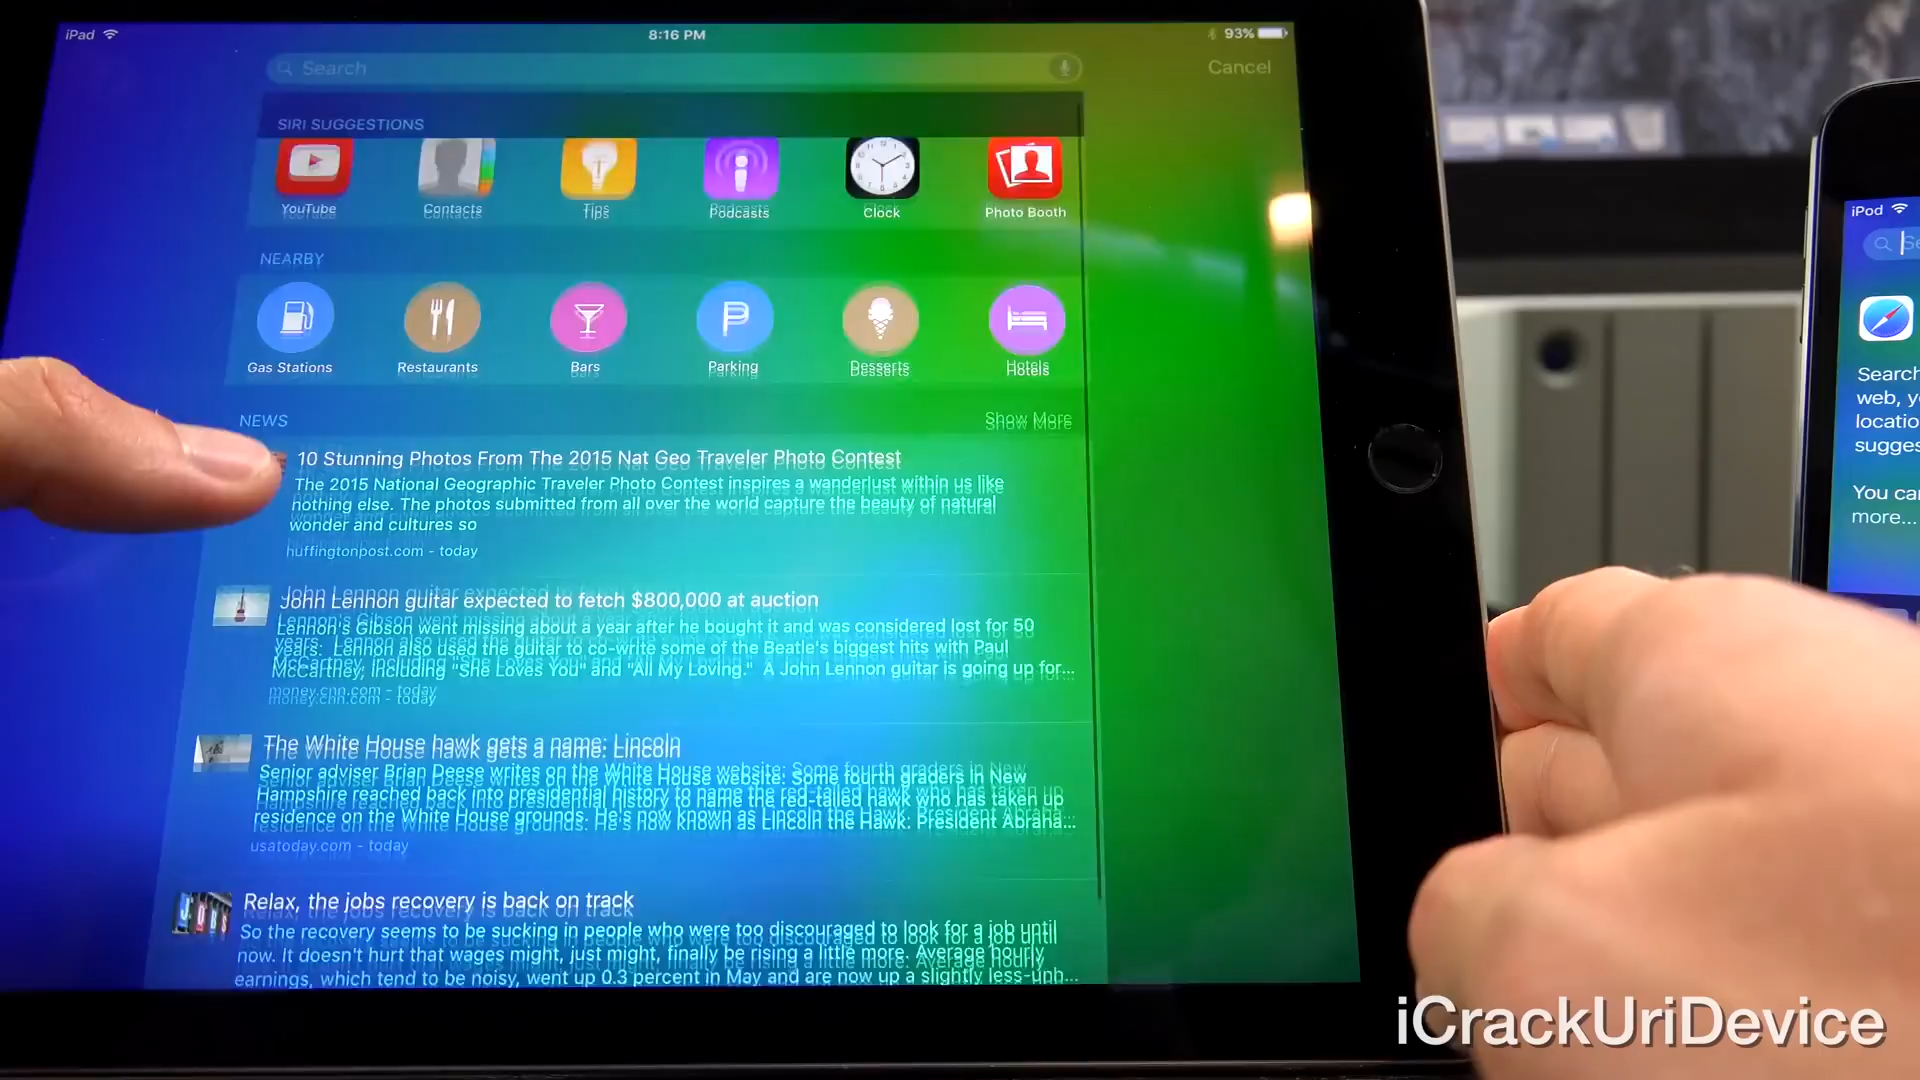 iPad
8:16 PM
93%
Search
Cancel
SIRI SUGGESTIONS
YouTube
Contacts
Tips
Podcasts
Clock
Photo Booth
NEARBY
Gas Stations
Restaurants
Bars
Parking
Desserts
Hotels
NEWS
Show More
10 Stunning Photos From The 2015 Nat Geo Traveler Photo Contest
The 2015 National Geographic Traveler Photo Contest inspires a wanderlust within us like
nothing else. The photos submitted from all over the world capture the beauty of natural
wonder and cultures so
huffingtonpost.com - today
John Lennon guitar expected to fetch $800,000 at auction
Lennon's Gibson went missing about a year after he bought it and was considered lost for 50
years: Lennon also used the guitar to co-write some of the Beatle's biggest hits with Paul
McCartney, including "She Loves You" and "All My Loving." A John Lennon guitar is going up for...
money.cnn.com - today
The White House hawk gets a name: Lincoln
Senior adviser Brian Deese writes on the White House website: Some fourth graders in New
Hampshire reached back into presidential history to name the red-tailed hawk who has taken up
residence on the White House grounds. He's now known as Lincoln the Hawk: President Abraha...
usatoday.com - today
JOBS
Relax, the jobs recovery is back on track
So the recovery seems to be sucking in people who were too discouraged to look for a job until
now. It doesn't hurt that wages might, just might, finally be rising a little more. Average hourly
earnings, which tend to be noisy, went up 0.3 percent in May and are now up a slightly less-unh...
iPod
Se
Search
web, y
locatio
sugges
You can
more...
iCrackUriDevice